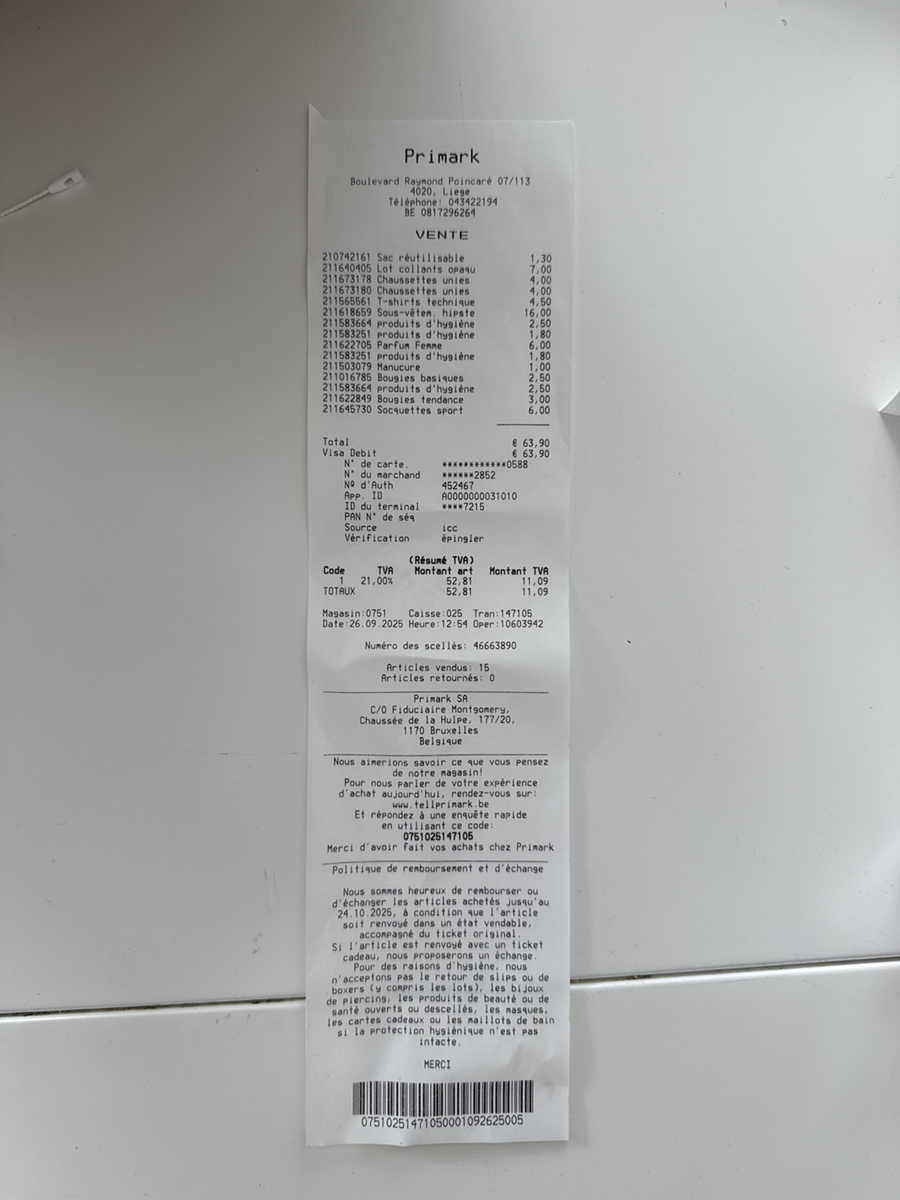 Primark
Boulevard Raymond Poincaré 07/113
4020, Liege
Téléphone: 043422194
BE 0817296264
VENTE
210742161 Sac réutilisable 1,30
211640405 Lot collants opaqu 7,00
211673178 Chaussettes unies 4,00
211673180 Chaussettes unies 4,00
211565561 T-shirts technique 4,50
211618659 Sous-vêtem. hipste 16,00
211583664 produits d'hygiène 2,50
211583251 produits d'hygiène 1,80
211622705 Parfum Femme 6,00
211583251 produits d'hygiène 1,80
211503079 Manucure 1,00
211016785 Bougies basiques 2,50
211583664 produits d'hygiène 2,50
211622849 Bougies tendance 3,00
211645730 Socquettes sport 6,00
Total € 63,90
Visa Debit € 63,90
N° de carte. ************0588
N° du marchand ******2852
Nº d'Auth 452467
App. ID A0000000031010
ID du terminal ****7215
PAN N° de séq
Source icc
Vérification épingler
(Résumé TVA)
Code TVA Montant art Montant TVA
1 21,00% 52,81 11,09
TOTAUX 52,81 11,09
Magasin:0751 Caisse:025 Tran:147105
Date:26.09.2025 Heure:12:54 Oper:10603942
Numéro des scellés: 46663890
Articles vendus: 15
Articles retournés: 0
Primark SA
C/O Fiduciaire Montgomery,
Chaussée de la Hulpe, 177/20,
1170 Bruxelles
Belgique
Nous aimerions savoir ce que vous pensez
de notre magasin!
Pour nous parler de votre expérience
d'achat aujourd'hui, rendez-vous sur:
www.tellprimark.be
Et répondez à une enquête rapide
en utilisant ce code:
0751025147105
Merci d'avoir fait vos achats chez Primark
Politique de remboursement et d'échange
Nous sommes heureux de rembourser ou
d'échanger les articles achetés jusqu'au
24.10.2025, à condition que l'article
soit renvoyé dans un état vendable,
accompagné du ticket original.
Si l'article est renvoyé avec un ticket
cadeau, nous proposerons un échange.
Pour des raisons d'hygiène, nous
n'acceptons pas le retour de slips ou de
boxers (y compris les lots), les bijoux
de piercing, les produits de beauté ou de
santé ouverts ou descellés, les masques,
les cartes cadeaux ou les maillots de bain
si la protection hygiénique n'est pas
intacte.
MERCI
07510251471050001092625005